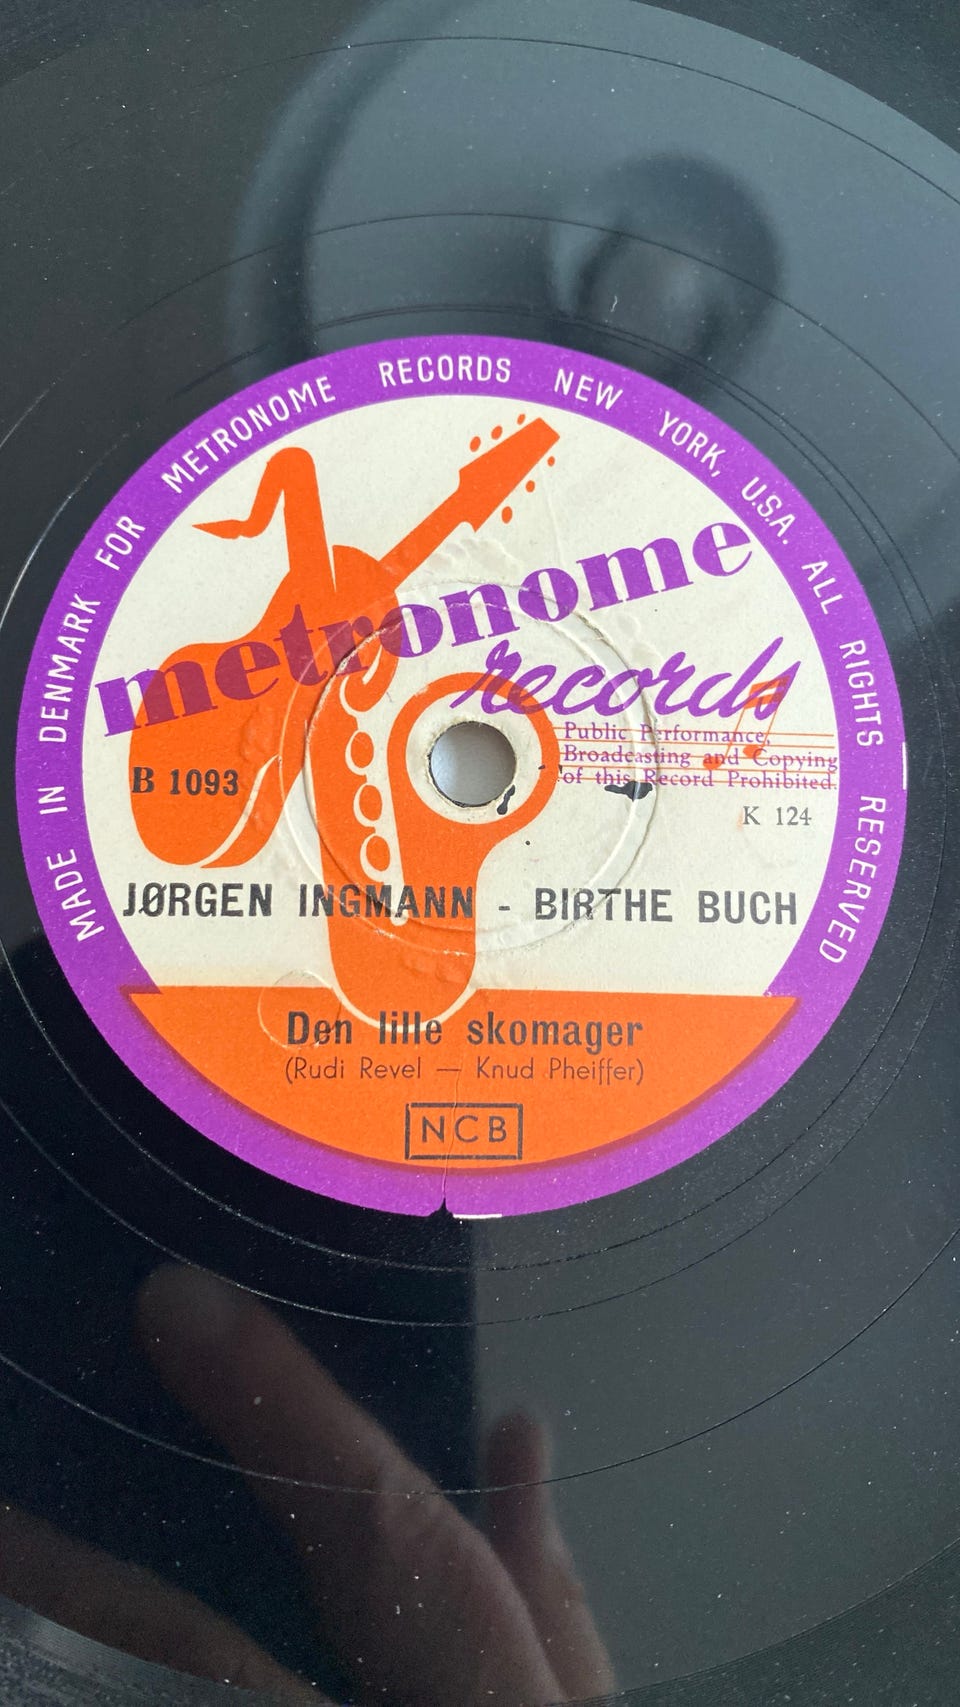 MADE IN DENMARK FOR METRONOME RECORDS NEW YORK, U.S.A. ALL RIGHTS RESERVED
metronome
records
Public Performance,
Broadcasting and Copying
of this Record Prohibited.
B 1093
K 124
JØRGEN INGMANN - BIRTHE BUCH
Den lille skomager
(Rudi Revel — Knud Pheiffer)
NCB